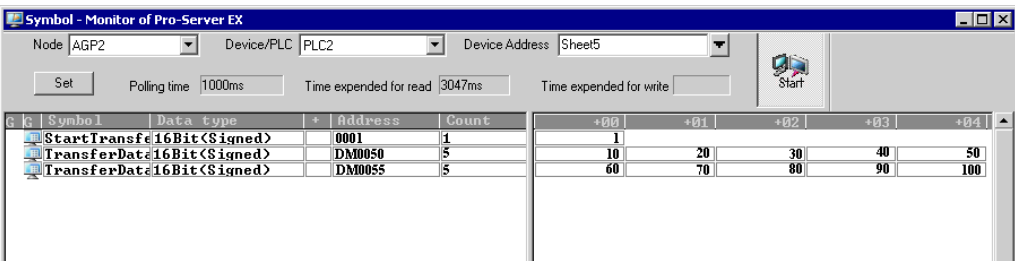 Symbol - Monitor of Pro-Server EX
Node AGP2 Device/PLC PLC2 Device Address Sheet5
Start
Set Polling time 1000ms Time expended for read 3047ms Time expended for write
G G Symbol Data type + Address Count +00 +01 +02 +03 +04
StartTransfe 16Bit<Signed> 0001 1 1
TransferData 16Bit<Signed> DM0050 5 10 20 30 40 50
TransferData 16Bit<Signed> DM0055 5 60 70 80 90 100